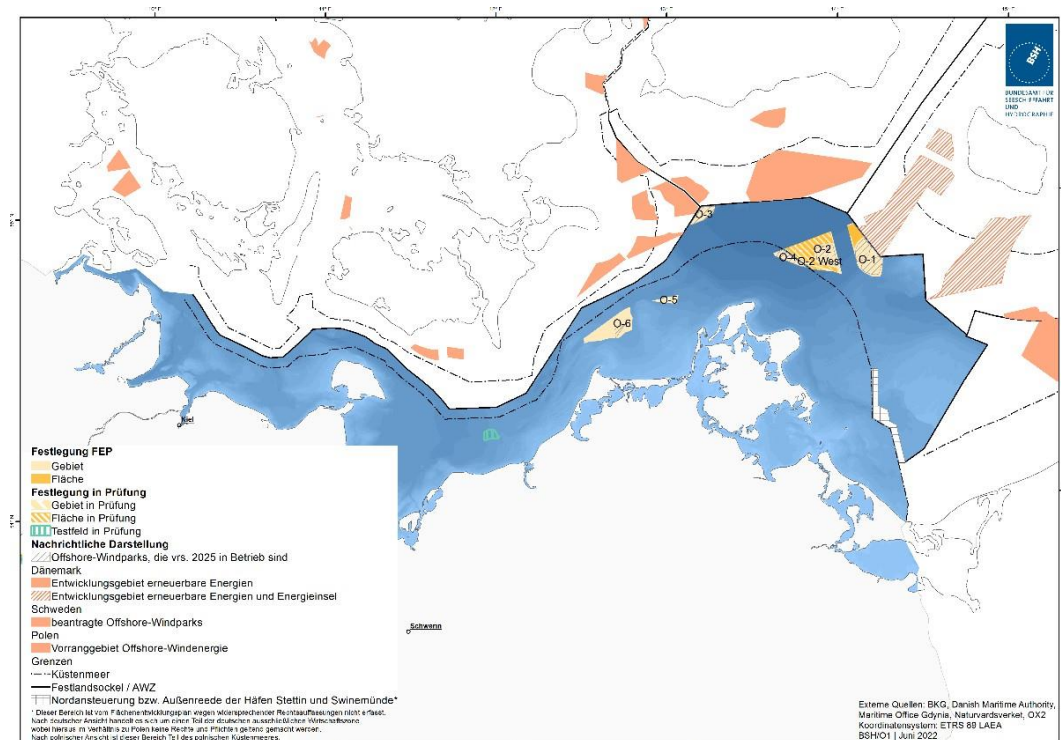 BSH
BUNDESAMT FÜR
SEESCHIFFFAHRT
UND
HYDROGRAPHIE
O-3
O-2
O-4
O-2 West
O-1
O-5
O-6
Kiel
Schwerin
Festlegung FEP
Gebiet
Fläche
Festlegung in Prüfung
Gebiet in Prüfung
Fläche in Prüfung
Testfeld in Prüfung
Nachrichtliche Darstellung
Offshore-Windparks, die vrs. 2025 in Betrieb sind
Dänemark
Entwicklungsgebiet erneuerbare Energien
Entwicklungsgebiet erneuerbare Energien und Energieinsel
Schweden
beantragte Offshore-Windparks
Polen
Vorranggebiet Offshore-Windenergie
Grenzen
Küstenmeer
Festlandsockel / AWZ
Nordansteuerung bzw. Außenreede der Häfen Stettin und Swinemünde*
* Dieser Bereich ist vom Flächenentwicklungsplan wegen widersprechender Rechtsauffassungen nicht erfasst.
Nach deutscher Ansicht handelt es sich um einen Teil der deutschen ausschließlichen Wirtschaftszone
wobei hieraus im Verhältnis zu Polen keine Rechte und Pflichten geltend gemacht werden.
Nach polnischer Ansicht ist dieser Bereich Teil des polnischen Küstenmeeres.
Externe Quellen: BKG, Danish Maritime Authority,
Maritime Office Gdynia, Naturvardsverket, OX2
Koordinatensystem: ETRS 89 LAEA
BSH/O1 | Juni 2022